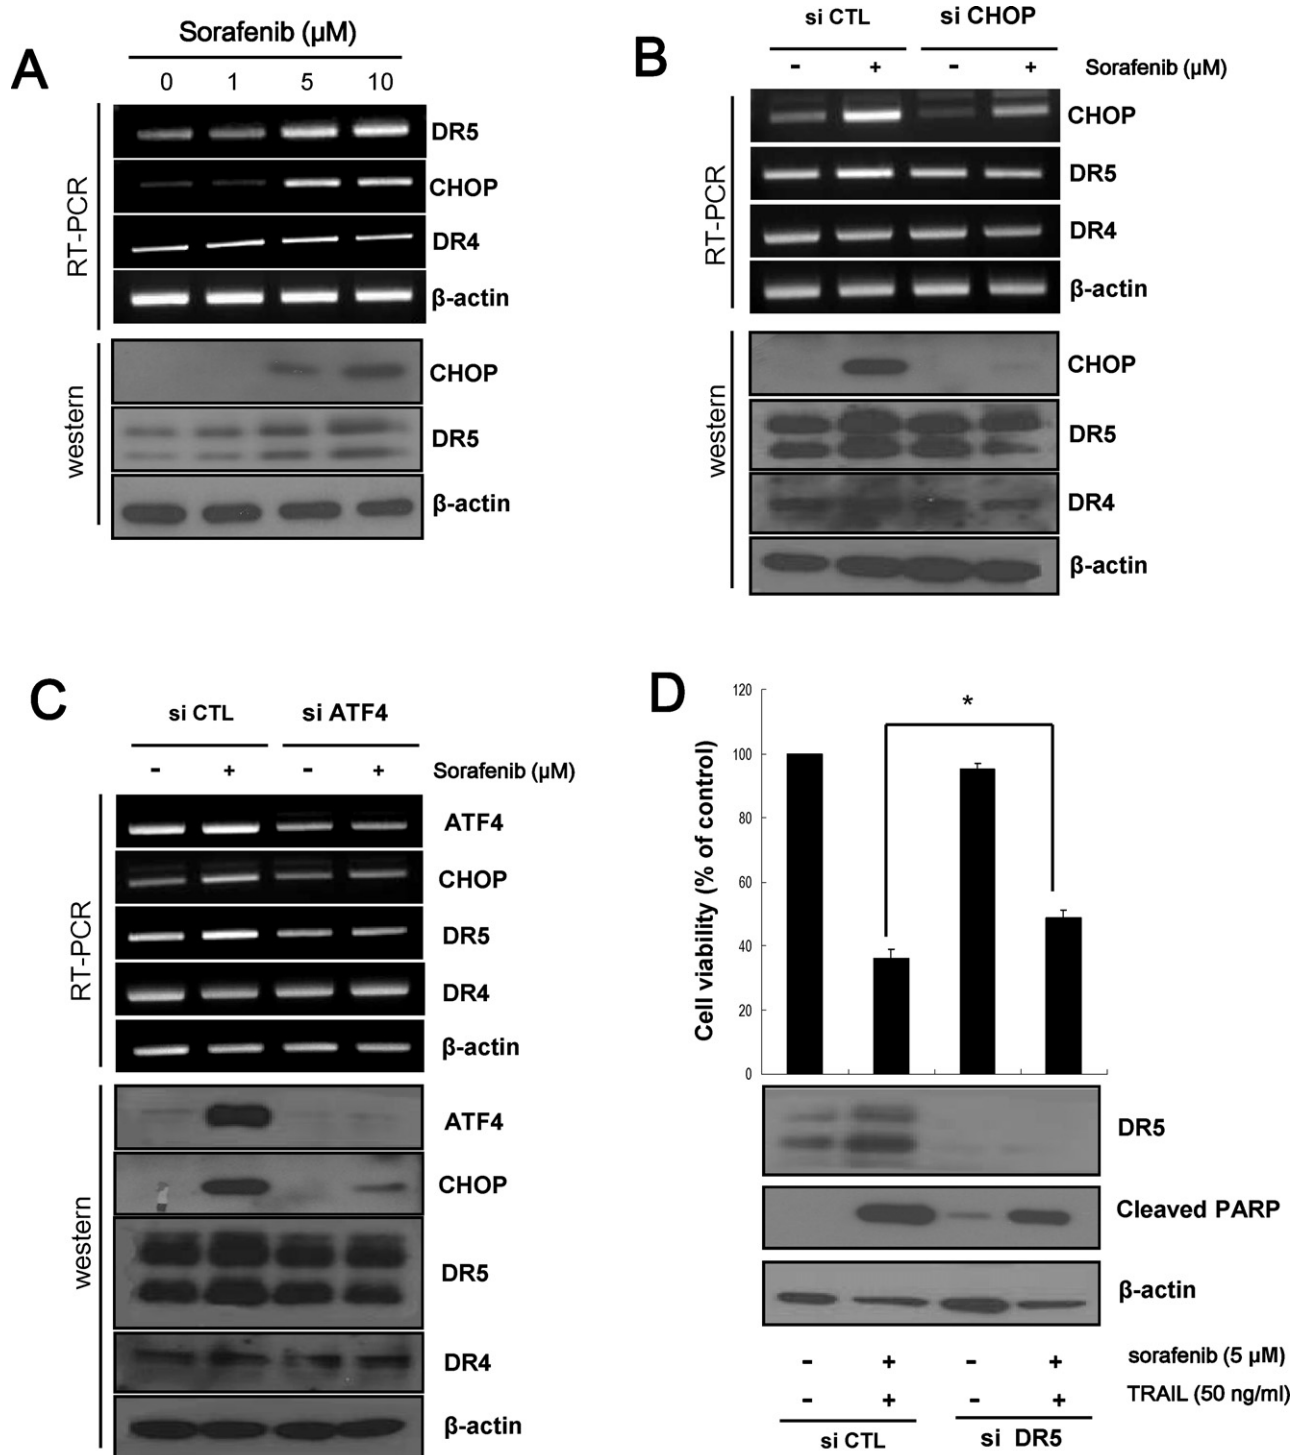 A
Sorafenib (µM)
0 1 5 10
RT-PCR
DR5
CHOP
DR4
β-actin
western
CHOP
DR5
β-actin
B
si CTL si CHOP
- + - + Sorafenib (µM)
RT-PCR
CHOP
DR5
DR4
β-actin
western
CHOP
DR5
DR4
β-actin
C
si CTL si ATF4
- + - + Sorafenib (µM)
RT-PCR
ATF4
CHOP
DR5
DR4
β-actin
western
ATF4
CHOP
DR5
DR4
β-actin
D
Cell viability (% of control)
120
100
80
60
40
20
0
*
DR5
Cleaved PARP
β-actin
- + - + sorafenib (5 µM)
- + - + TRAIL (50 ng/ml)
si CTL si DR5